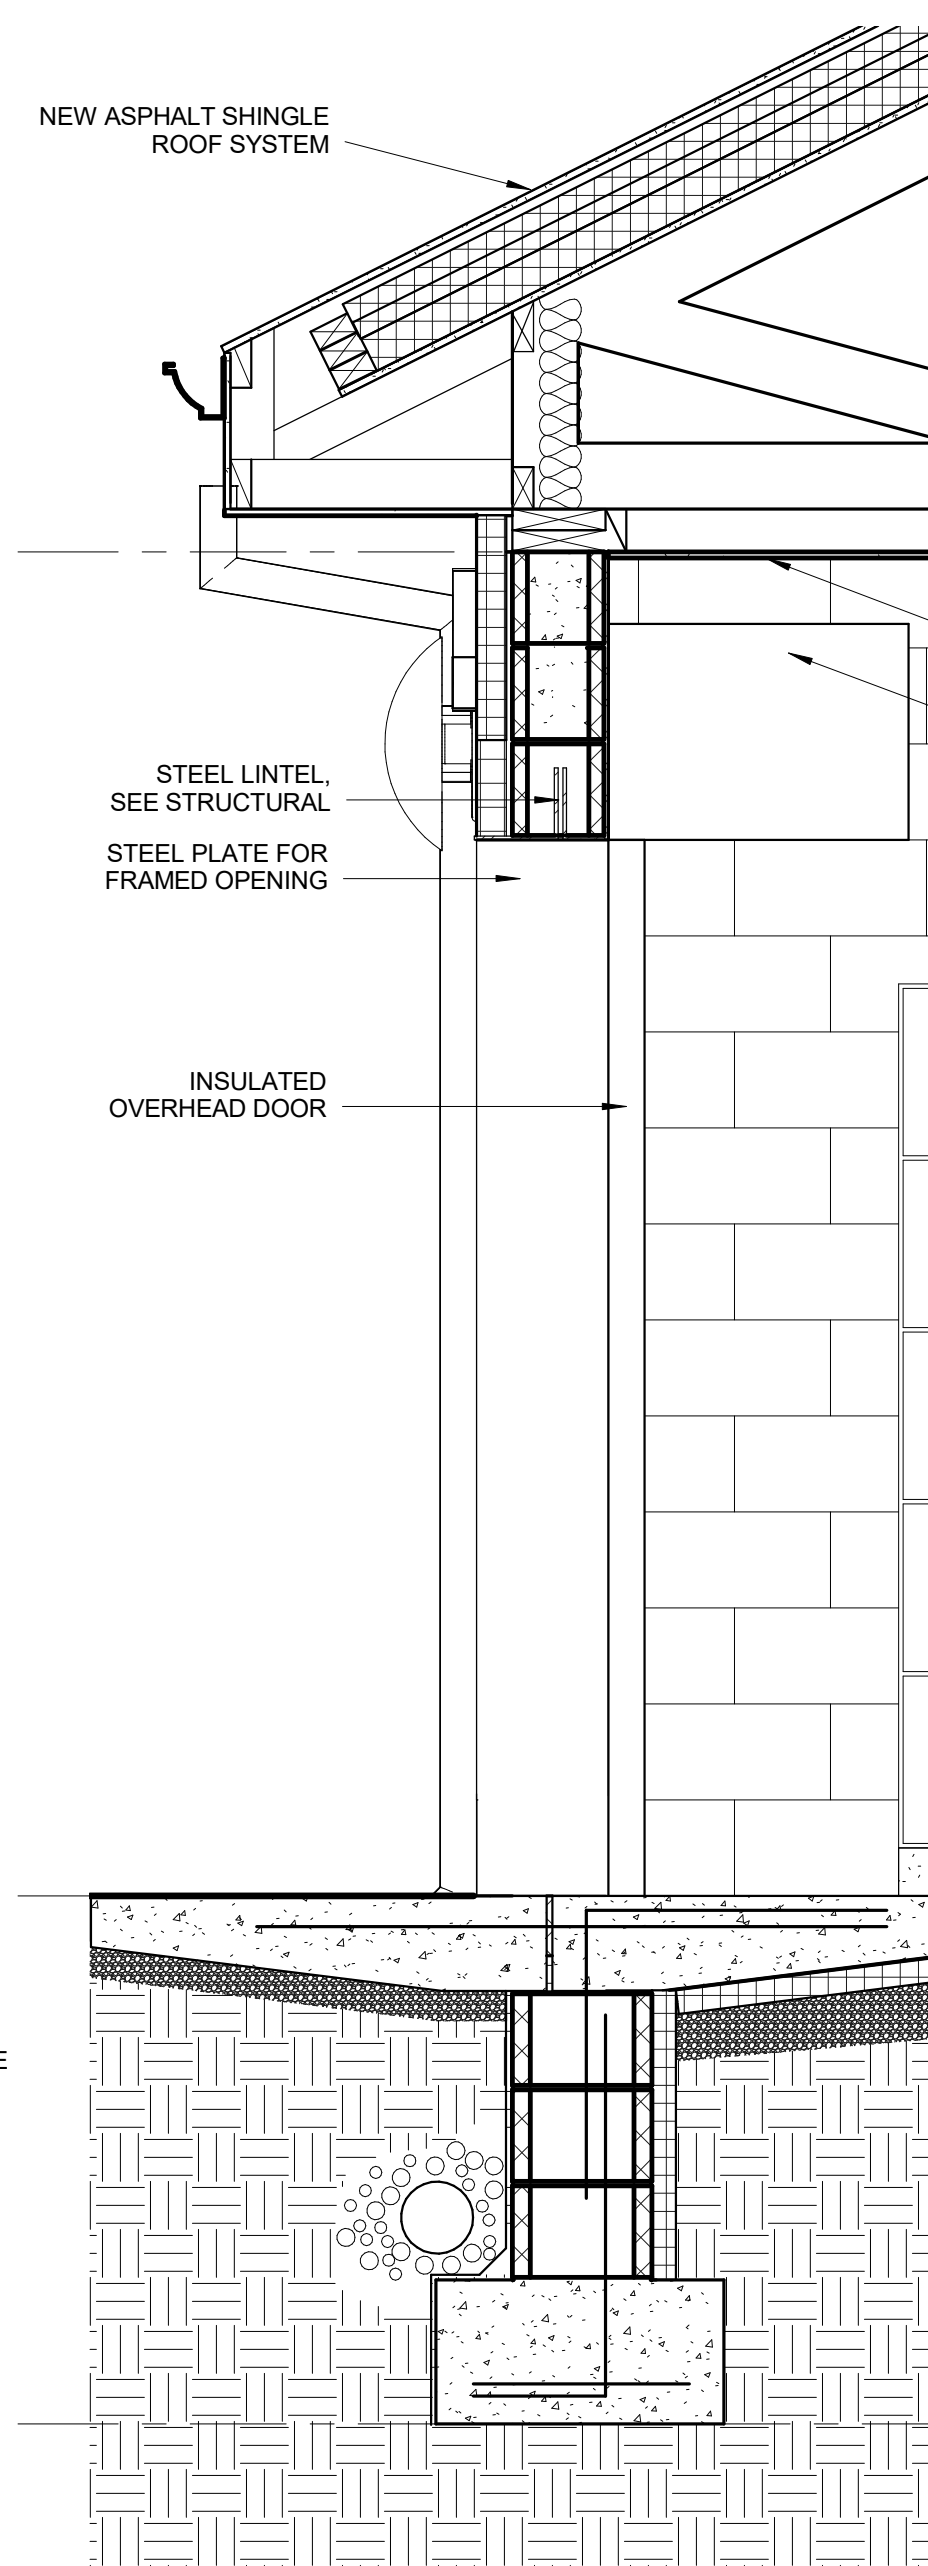 NEW ASPHALT SHINGLE
ROOF SYSTEM
STEEL LINTEL,
SEE STRUCTURAL
STEEL PLATE FOR
FRAMED OPENING
INSULATED
OVERHEAD DOOR
E